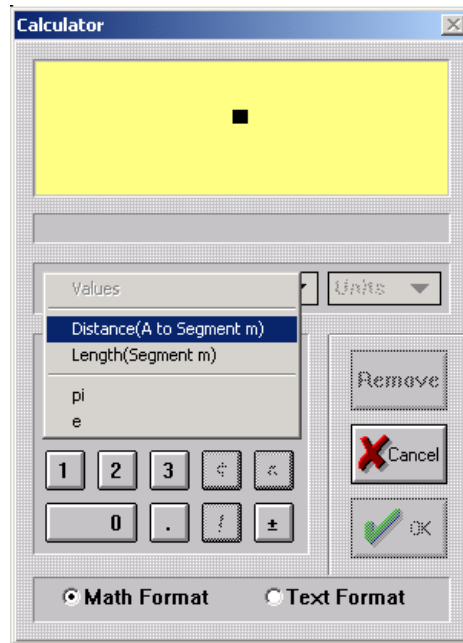 Calculator
Values
Units
Distance(A to Segment m)
Length(Segment m)
pi
e
Remove
1 2 3
Cancel
0 . ±
OK
Math Format Text Format